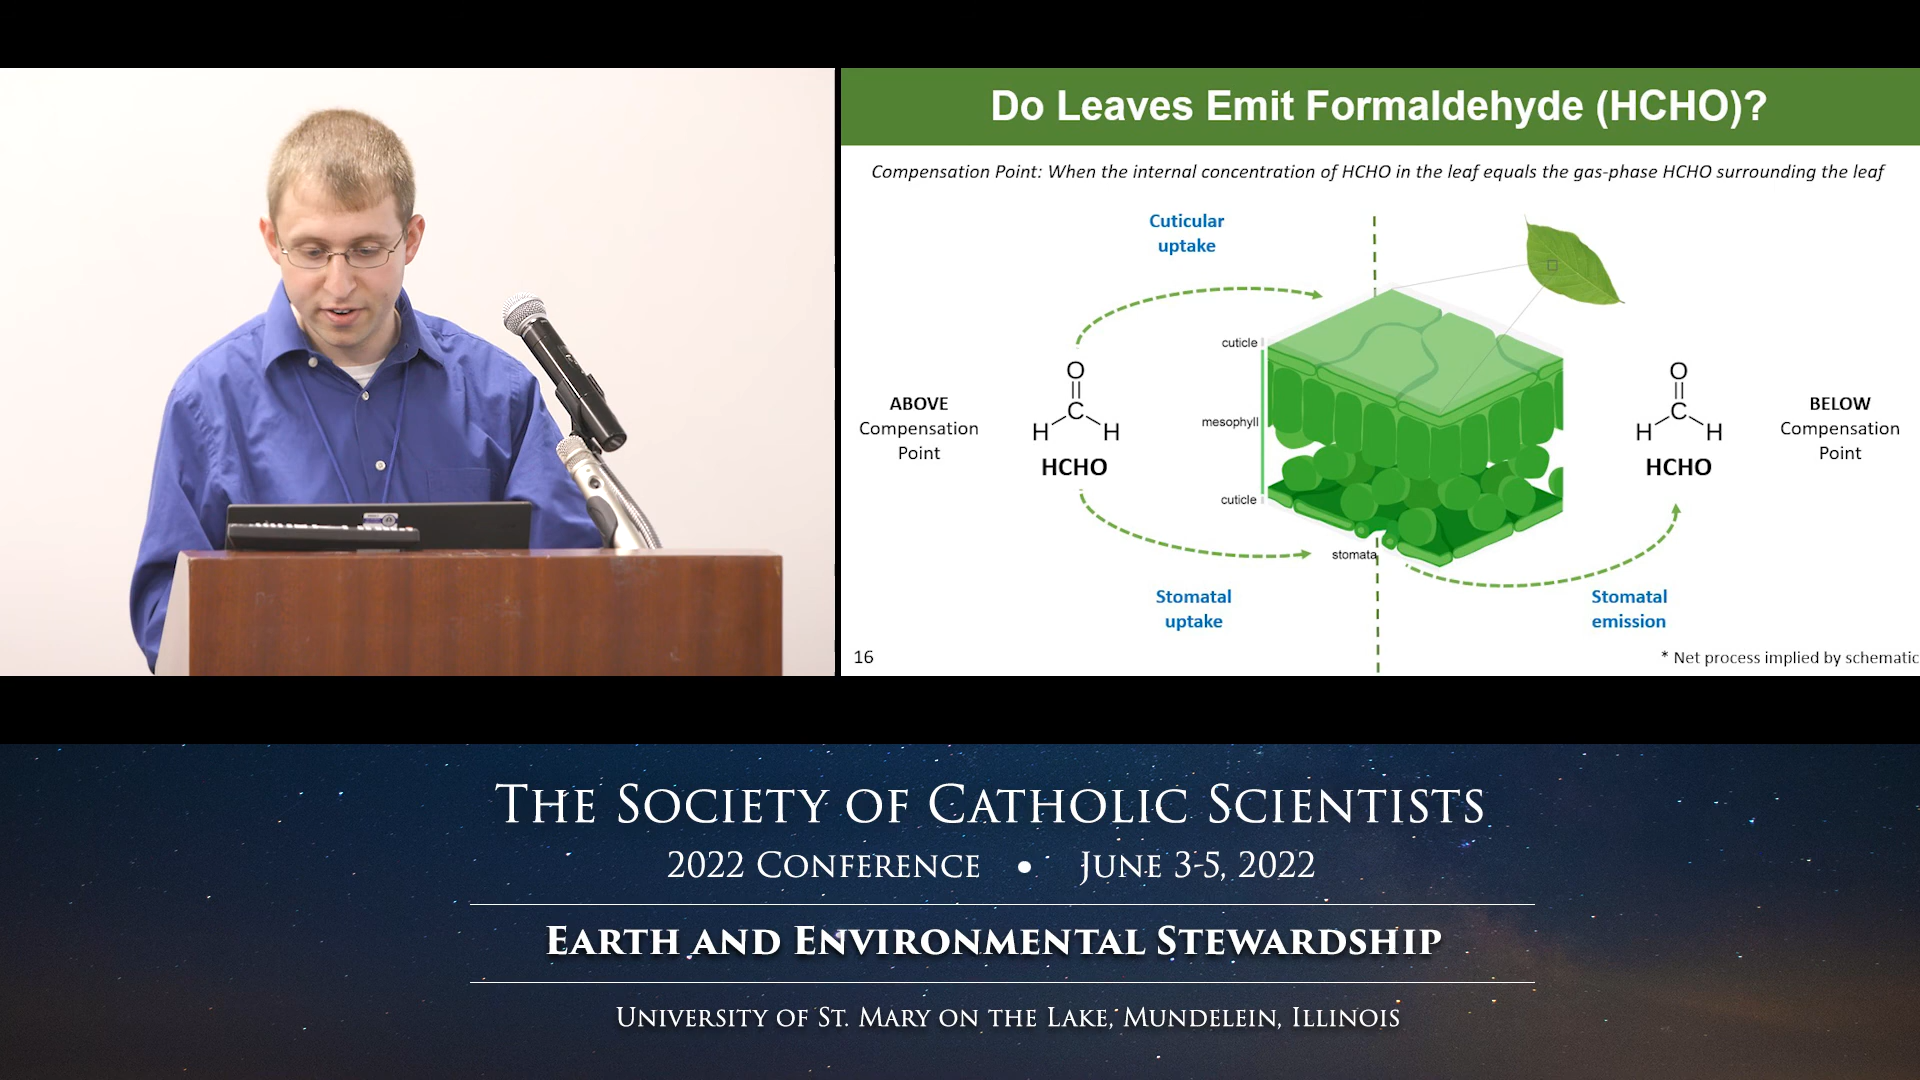 Do Leaves Emit Formaldehyde (HCHO)?
Compensation Point: When the internal concentration of HCHO in the leaf equals the gas-phase HCHO surrounding the leaf
Cuticular
uptake
cuticle
mesophyll
cuticle
stomata
ABOVE
Compensation
Point
O
C
H H
HCHO
O
C
H H
HCHO
BELOW
Compensation
Point
Stomatal
uptake
Stomatal
emission
16
* Net process implied by schematic
The Society of Catholic Scientists
2022 Conference • June 3-5, 2022
Earth and Environmental Stewardship
University of St. Mary on the Lake, Mundelein, Illinois